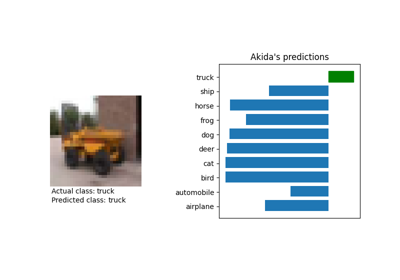 Akida's predictions
truck
ship
horse
frog
dog
deer
cat
bird
automobile
airplane
Actual class: truck
Predicted class: truck